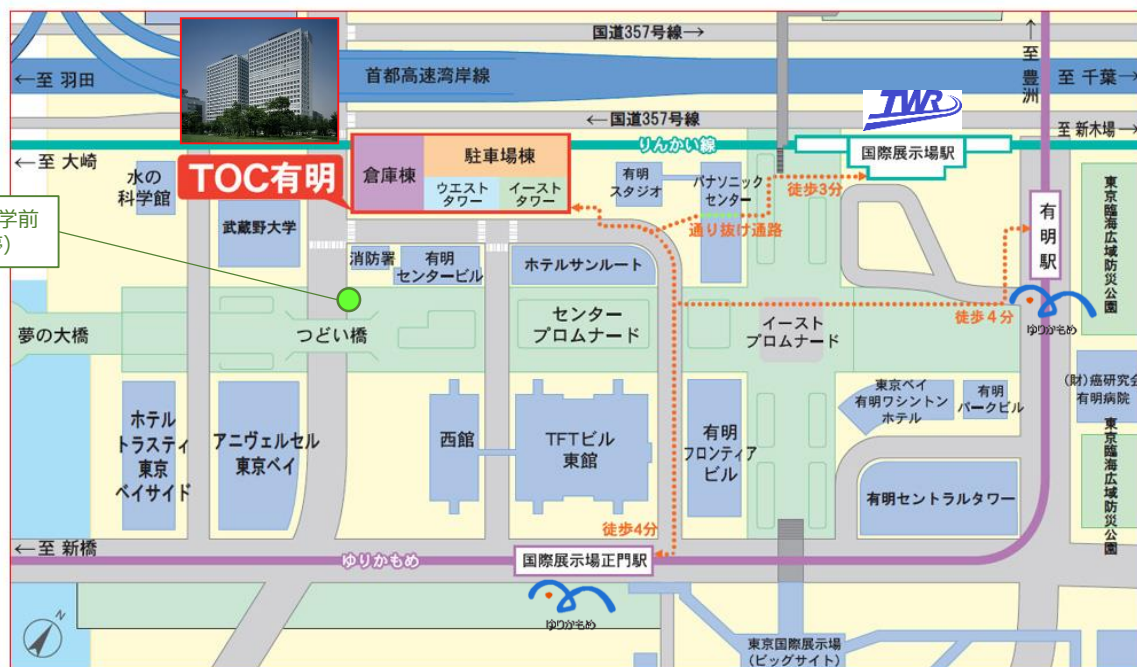 国道357号線→
←至 羽田
首都高速湾岸線
至豊洲
至 千葉→
TWR
←国道357号線
至 新木場→
←至 大崎
りんかい線
国際展示場駅
水の
科学館
TOC有明
倉庫棟
駐車場棟
ウエスト
タワー
イースト
タワー
有明
スタジオ
パナソニック
センター
徒歩3分
通り抜け通路
学前
武蔵野大学
消防署
有明
センタービル
ホテルサンルート
有明駅
東京臨海広域防災公園
夢の大橋
つどい橋
センター
プロムナード
イースト
プロムナード
徒歩４分
ゆりかもめ
ホテル
トラスティ
東京
ベイサイド
アニヴェルセル
東京ベイ
西館
TFTビル
東館
有明
フロンティア
ビル
東京ベイ
有明ワシントン
ホテル
有明
パークビル
(財)癌研究会
有明病院
東京臨海広域防災公園
有明セントラルタワー
徒歩4分
←至 新橋
ゆりかもめ
国際展示場正門駅
ゆりかもめ
N
東京国際展示場
(ビッグサイト)